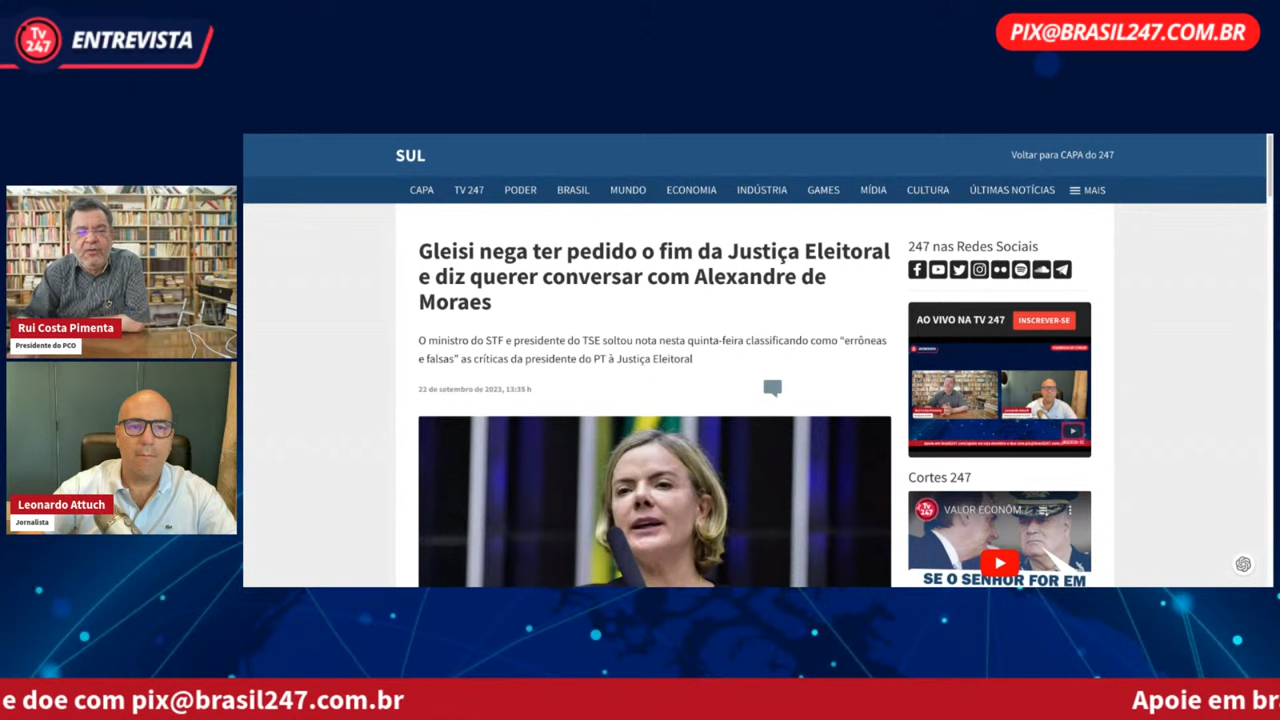 Tv
247
ENTREVISTA
PIX@BRASIL247.COM.BR
SUL
Voltar para CAPA do 247
CAPA TV 247 PODER BRASIL MUNDO ECONOMIA INDÚSTRIA GAMES MÍDIA CULTURA ÚLTIMAS NOTÍCIAS MAIS
Gleisi nega ter pedido o fim da Justiça Eleitoral
e diz querer conversar com Alexandre de
Moraes
O ministro do STF e presidente do TSE soltou nota nesta quinta-feira classificando como “errôneas
e falsas” as críticas da presidente do PT à Justiça Eleitoral
22 de setembro de 2023, 13:35 h
247 nas Redes Sociais
AO VIVO NA TV 247 INSCREVER-SE
Cortes 247
Tv
247
VALOR ECONÔM
SE O SENHOR FOR EM
Rui Costa Pimenta
Presidente do PCO
Leonardo Attuch
Jornalista
e doe com pix@brasil247.com.br
Apoie em br